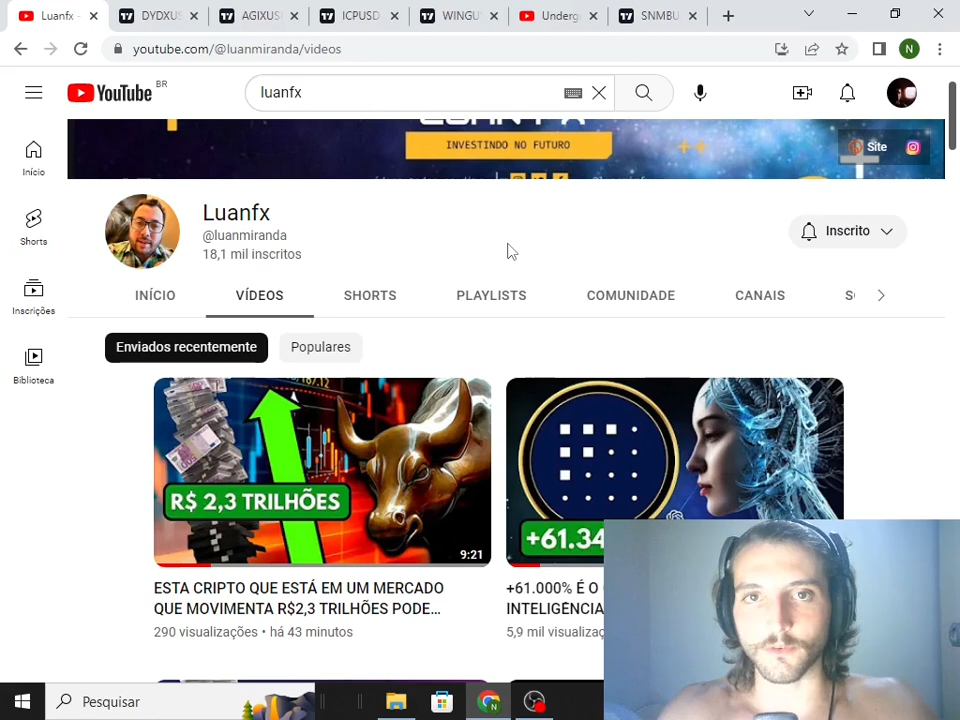 Luanfx -
DYDXUS
AGIXUS
ICPUSD
WINGU
Underg
SNMBU
youtube.com/@luanmiranda/videos
N
YouTube BR
luanfx
INVESTINDO NO FUTURO
Site
Início
Shorts
Inscrições
Biblioteca
Luanfx
@luanmiranda
18,1 mil inscritos
Inscrito
INÍCIO
VÍDEOS
SHORTS
PLAYLISTS
COMUNIDADE
CANAIS
Enviados recentemente
Populares
R$ 2,3 TRILHÕES
9:21
+61.34
ESTA CRIPTO QUE ESTÁ EM UM MERCADO
QUE MOVIMENTA R$2,3 TRILHÕES PODE...
290 visualizações • há 43 minutos
+61.000% É O
INTELIGÊNCIA
5,9 mil visualizaç
Pesquisar